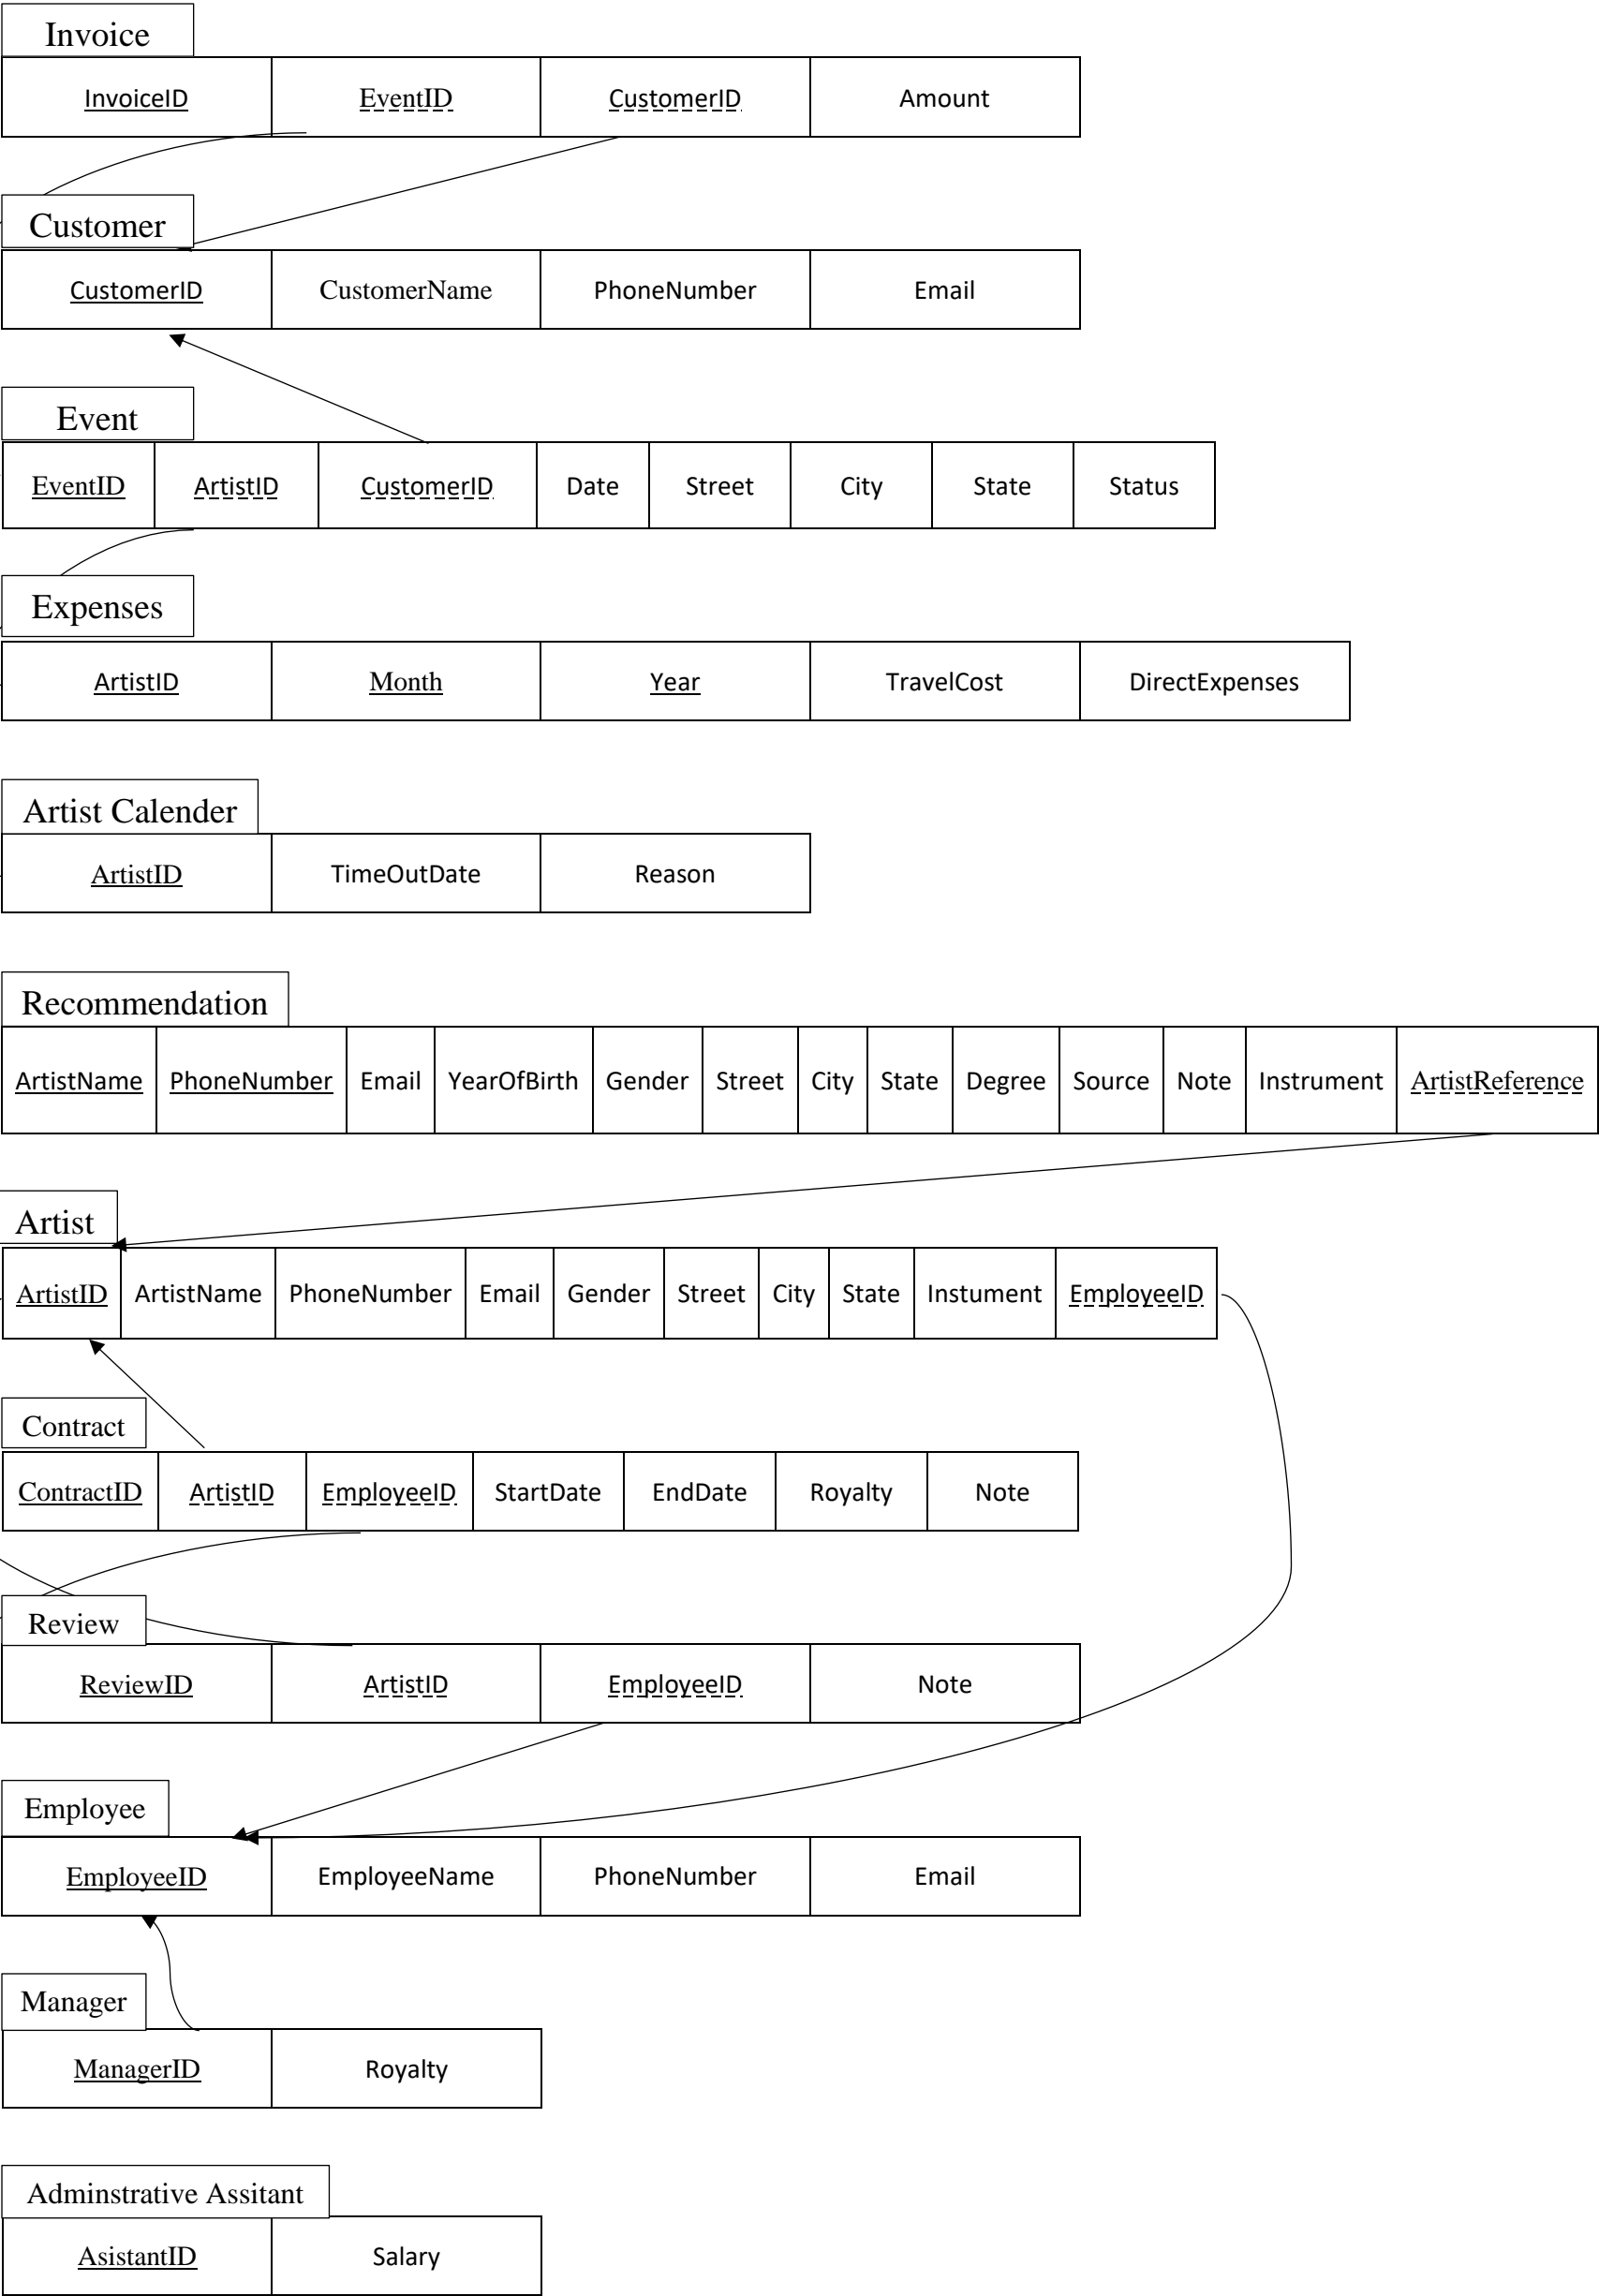 Invoice
InvoiceID EventID CustomerID Amount
Customer
CustomerID CustomerName PhoneNumber Email
Event
EventID ArtistID CustomerID Date Street City State Status
Expenses
ArtistID Month Year TravelCost DirectExpenses
Artist Calender
ArtistID TimeOutDate Reason
Recommendation
ArtistName PhoneNumber Email YearOfBirth Gender Street City State Degree Source Note Instrument ArtistReference
Artist
ArtistID ArtistName PhoneNumber Email Gender Street City State Instument EmployeeID
Contract
ContractID ArtistID EmployeeID StartDate EndDate Royalty Note
Review
ReviewID ArtistID EmployeeID Note
Employee
EmployeeID EmployeeName PhoneNumber Email
Manager
ManagerID Royalty
Adminstrative Assitant
AsistantID Salary